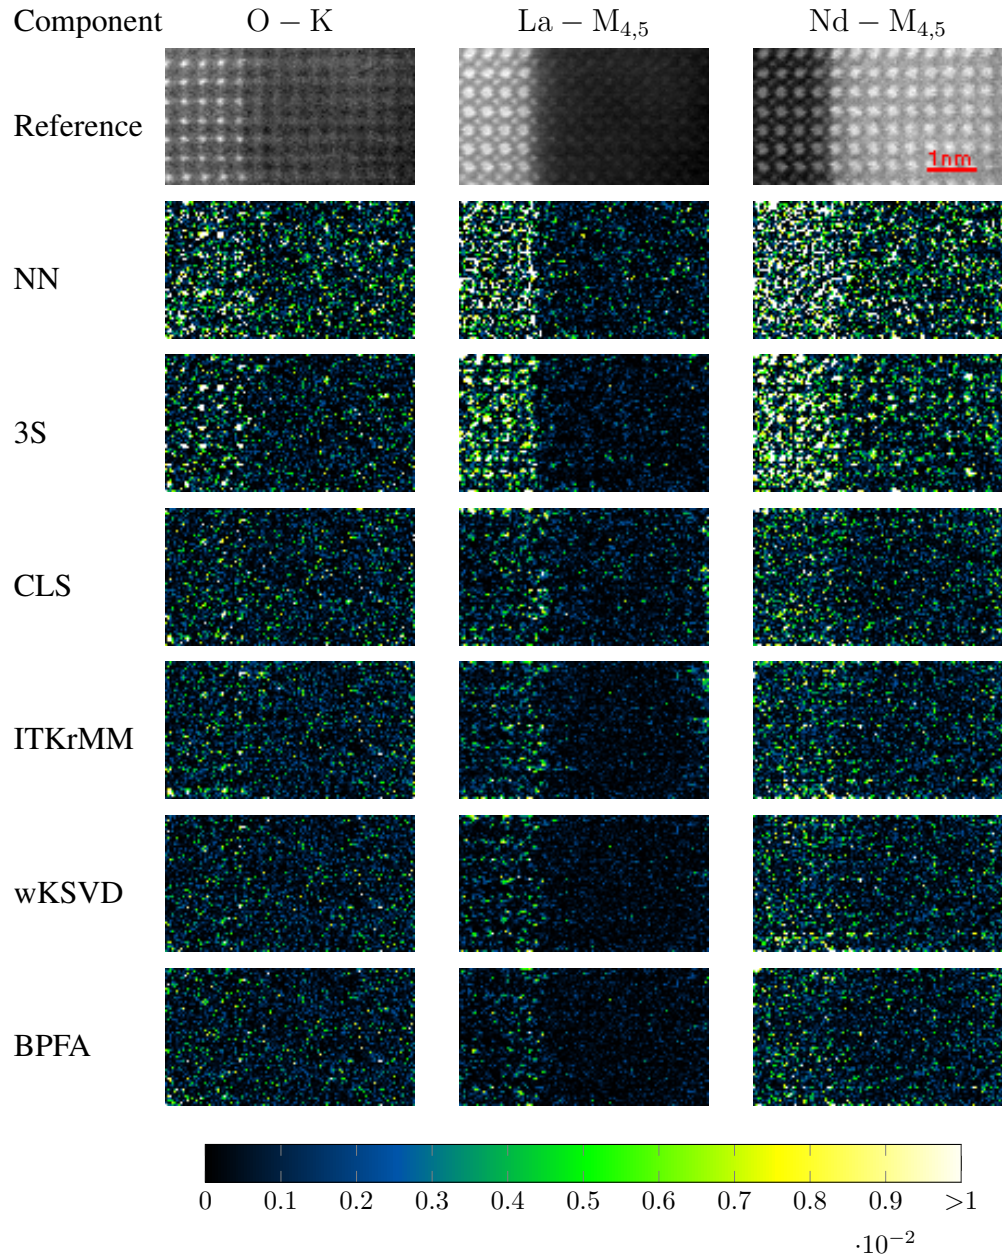 Component O – K La – M4,5 Nd – M4,5
Reference
1nm
NN
3S
CLS
ITKrMM
wKSVD
BPFA
0 0.1 0.2 0.3 0.4 0.5 0.6 0.7 0.8 0.9 >1
·10−2